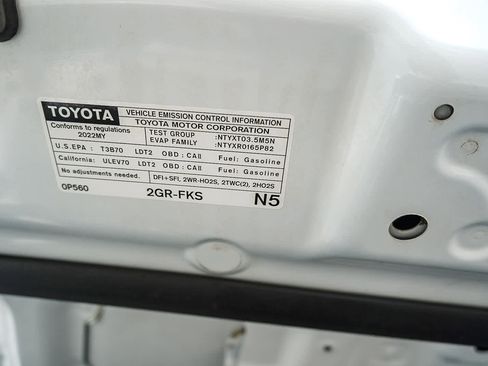 TOYOTA VEHICLE EMISSION CONTROL INFORMATION
TOYOTA MOTOR CORPORATION
Conforms to regulations
2022MY
TEST GROUP :NTYXT03.5M5N
EVAP FAMILY :NTYXR0165P82
U.S.EPA : T3B70 LDT2 OBD : CAII Fuel: Gasoline
California: ULEV70 LDT2 OBD : CAII Fuel: Gasoline
No adjustments needed. DFI+SFI, 2WR-HO2S, 2TWC(2), 2HO2S
0P560 2GR-FKS N5